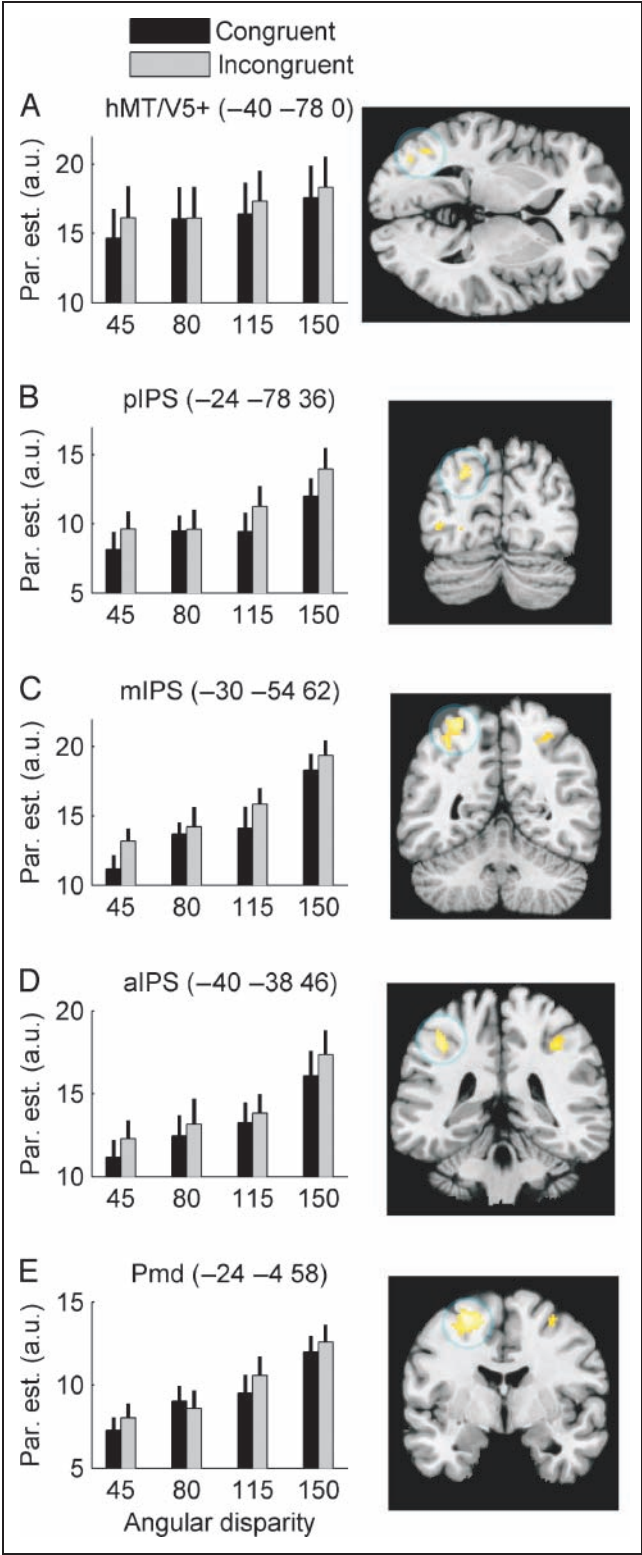 Congruent
Incongruent
A
hMT/V5+ (−40 −78 0)
Par. est. (a.u.)
20
15
10
45 80 115 150
B
pIPS (−24 −78 36)
Par. est. (a.u.)
15
10
5
45 80 115 150
C
mIPS (−30 −54 62)
Par. est. (a.u.)
20
15
10
45 80 115 150
D
aIPS (−40 −38 46)
Par. est. (a.u.)
20
15
10
45 80 115 150
E
Pmd (−24 −4 58)
Par. est. (a.u.)
15
10
5
45 80 115 150
Angular disparity